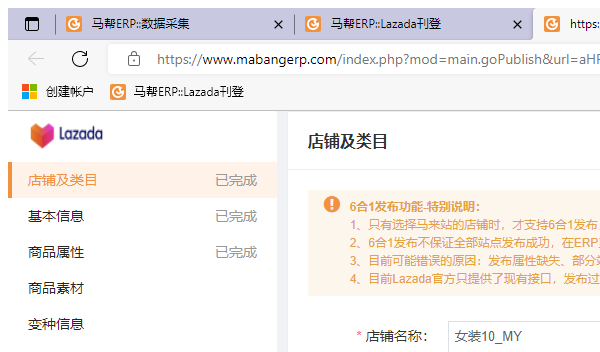 马帮ERP::数据采集
马帮ERP::Lazada刊登
https:
https://www.mabangerp.com/index.php?mod=main.goPublish&url=aHF
创建帐户
马帮ERP::Lazada刊登
Lazada
店铺及类目 已完成
基本信息 已完成
商品属性 已完成
商品素材
变种信息
店铺及类目
6合1发布功能-特别说明:
1、只有选择马来站的店铺时，才支持6合1发布
2、6合1发布不保证全部站点发布成功，在ERP
3、目前可能错误的原因：发布属性缺失、部分
4、目前Lazada官方只提供了现有接口，发布过
* 店铺名称： 女装10_MY